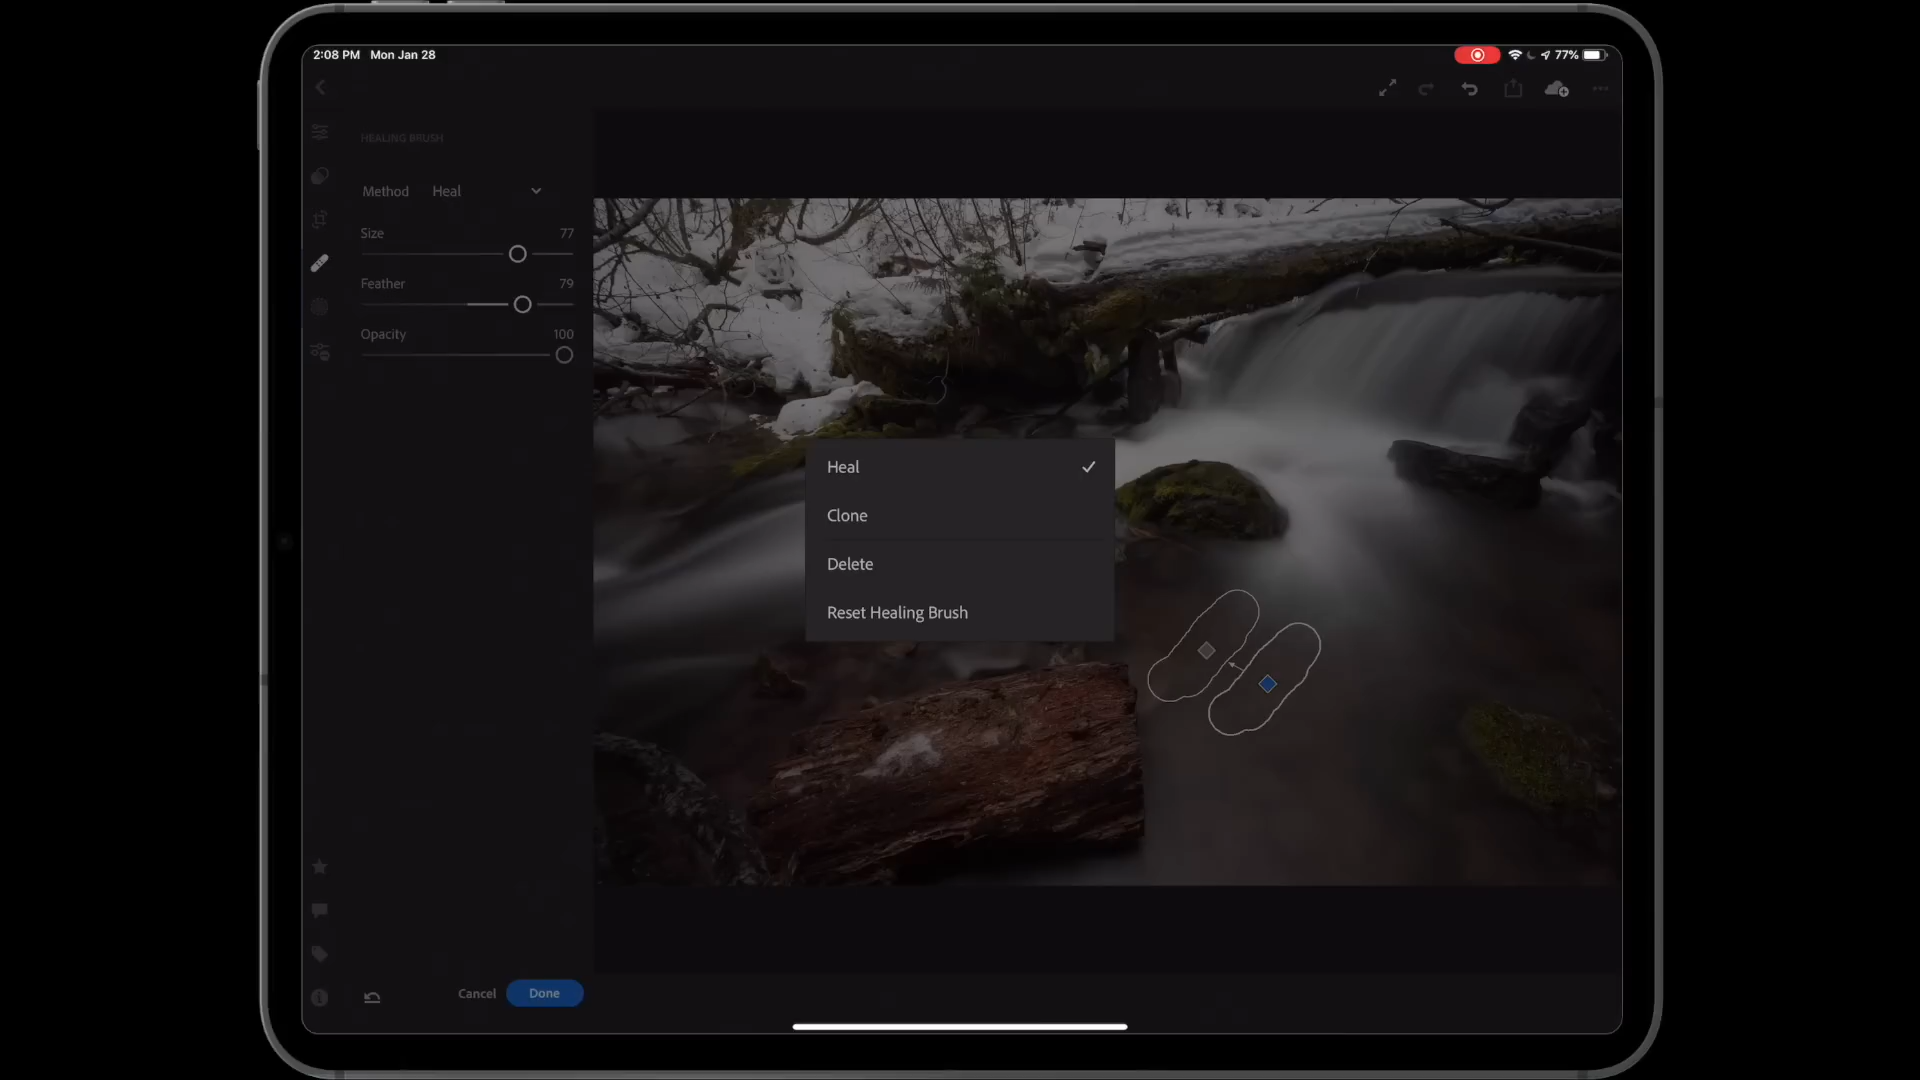 2:08 PM Mon Jan 28
77%
HEALING BRUSH
Method Heal
Size 77
Feather 79
Opacity 100
Heal
Clone
Delete
Reset Healing Brush
Cancel Done